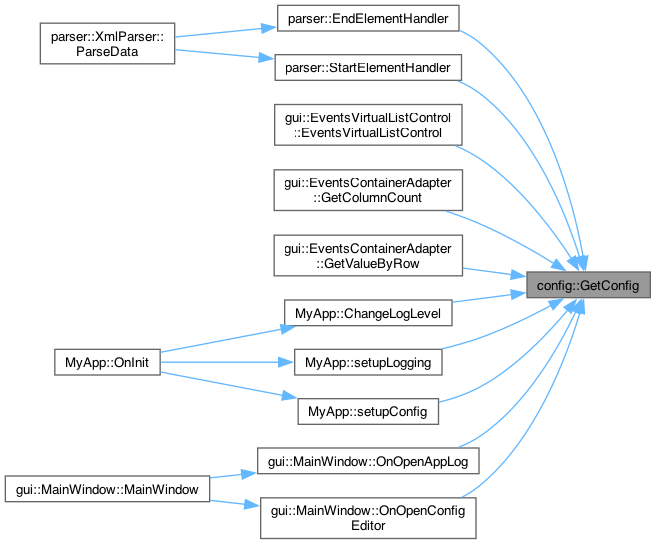 parser::EndElementHandler
parser::XmlParser::
ParseData
parser::StartElementHandler
gui::EventsVirtualListControl
::EventsVirtualListControl
gui::EventsContainerAdapter
::GetColumnCount
gui::EventsContainerAdapter
::GetValueByRow
config::GetConfig
MyApp::ChangeLogLevel
MyApp::OnInit
MyApp::setupLogging
MyApp::setupConfig
gui::MainWindow::OnOpenAppLog
gui::MainWindow::MainWindow
gui::MainWindow::OnOpenConfig
Editor